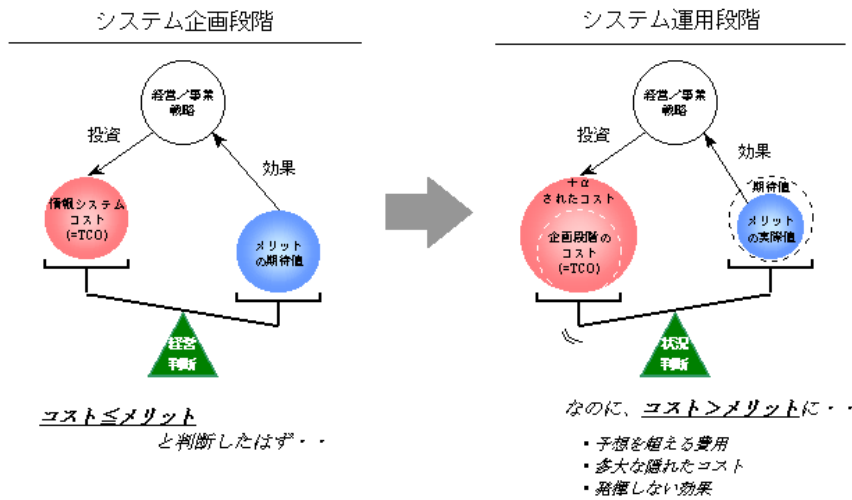 システム企画段階
経営／事業
戦略
投資
効果
情報システム
コスト
(=TCO)
メリット
の期待値
経営
判断
コスト≦メリット
と判断したはず・・
システム運用段階
経営／事業
戦略
投資
効果
＋α
されたコスト
企画段階の
コスト
(=TCO)
期待値
メリット
の実際値
状況
判断
なのに、コスト＞メリットに・・
・予想を超える費用
・多大な隠れたコスト
・発揮しない効果